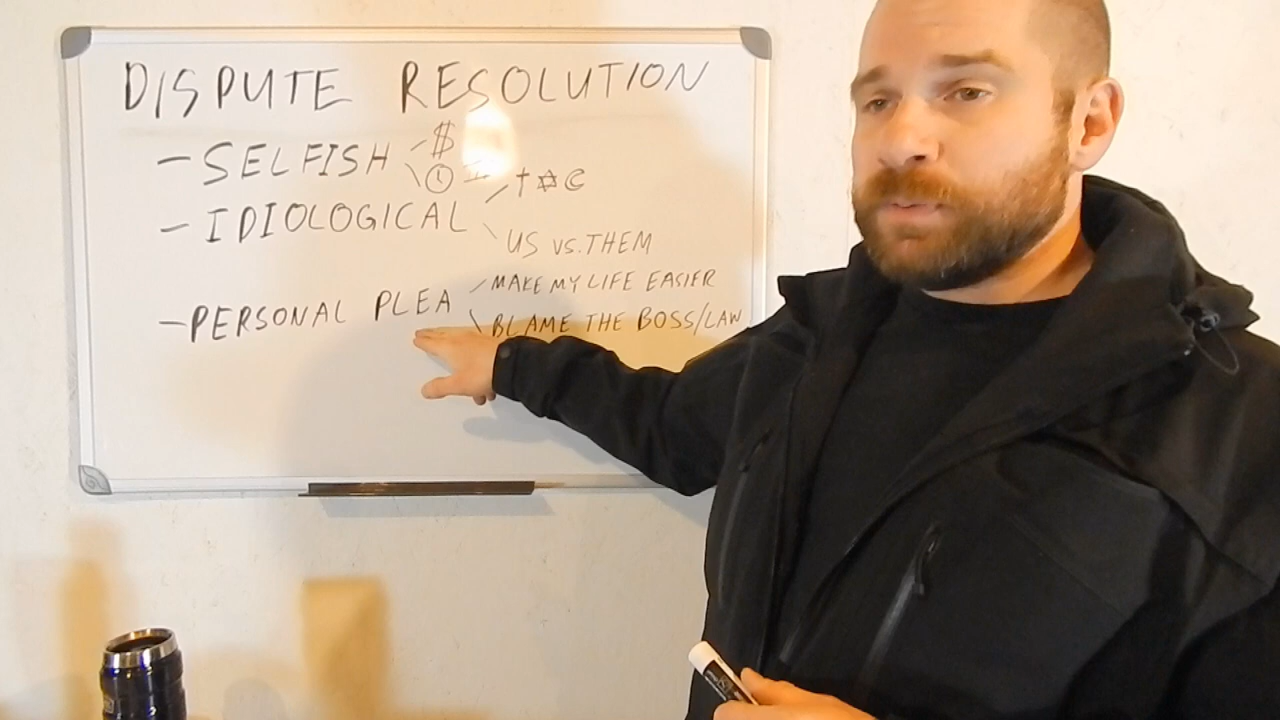 DISPUTE RESOLUTION
– SELFISH $
– IDIOLOGICAL † ✡ ☾
US VS. THEM
– PERSONAL PLEA MAKE MY LIFE EASIER
BLAME THE BOSS/LAW